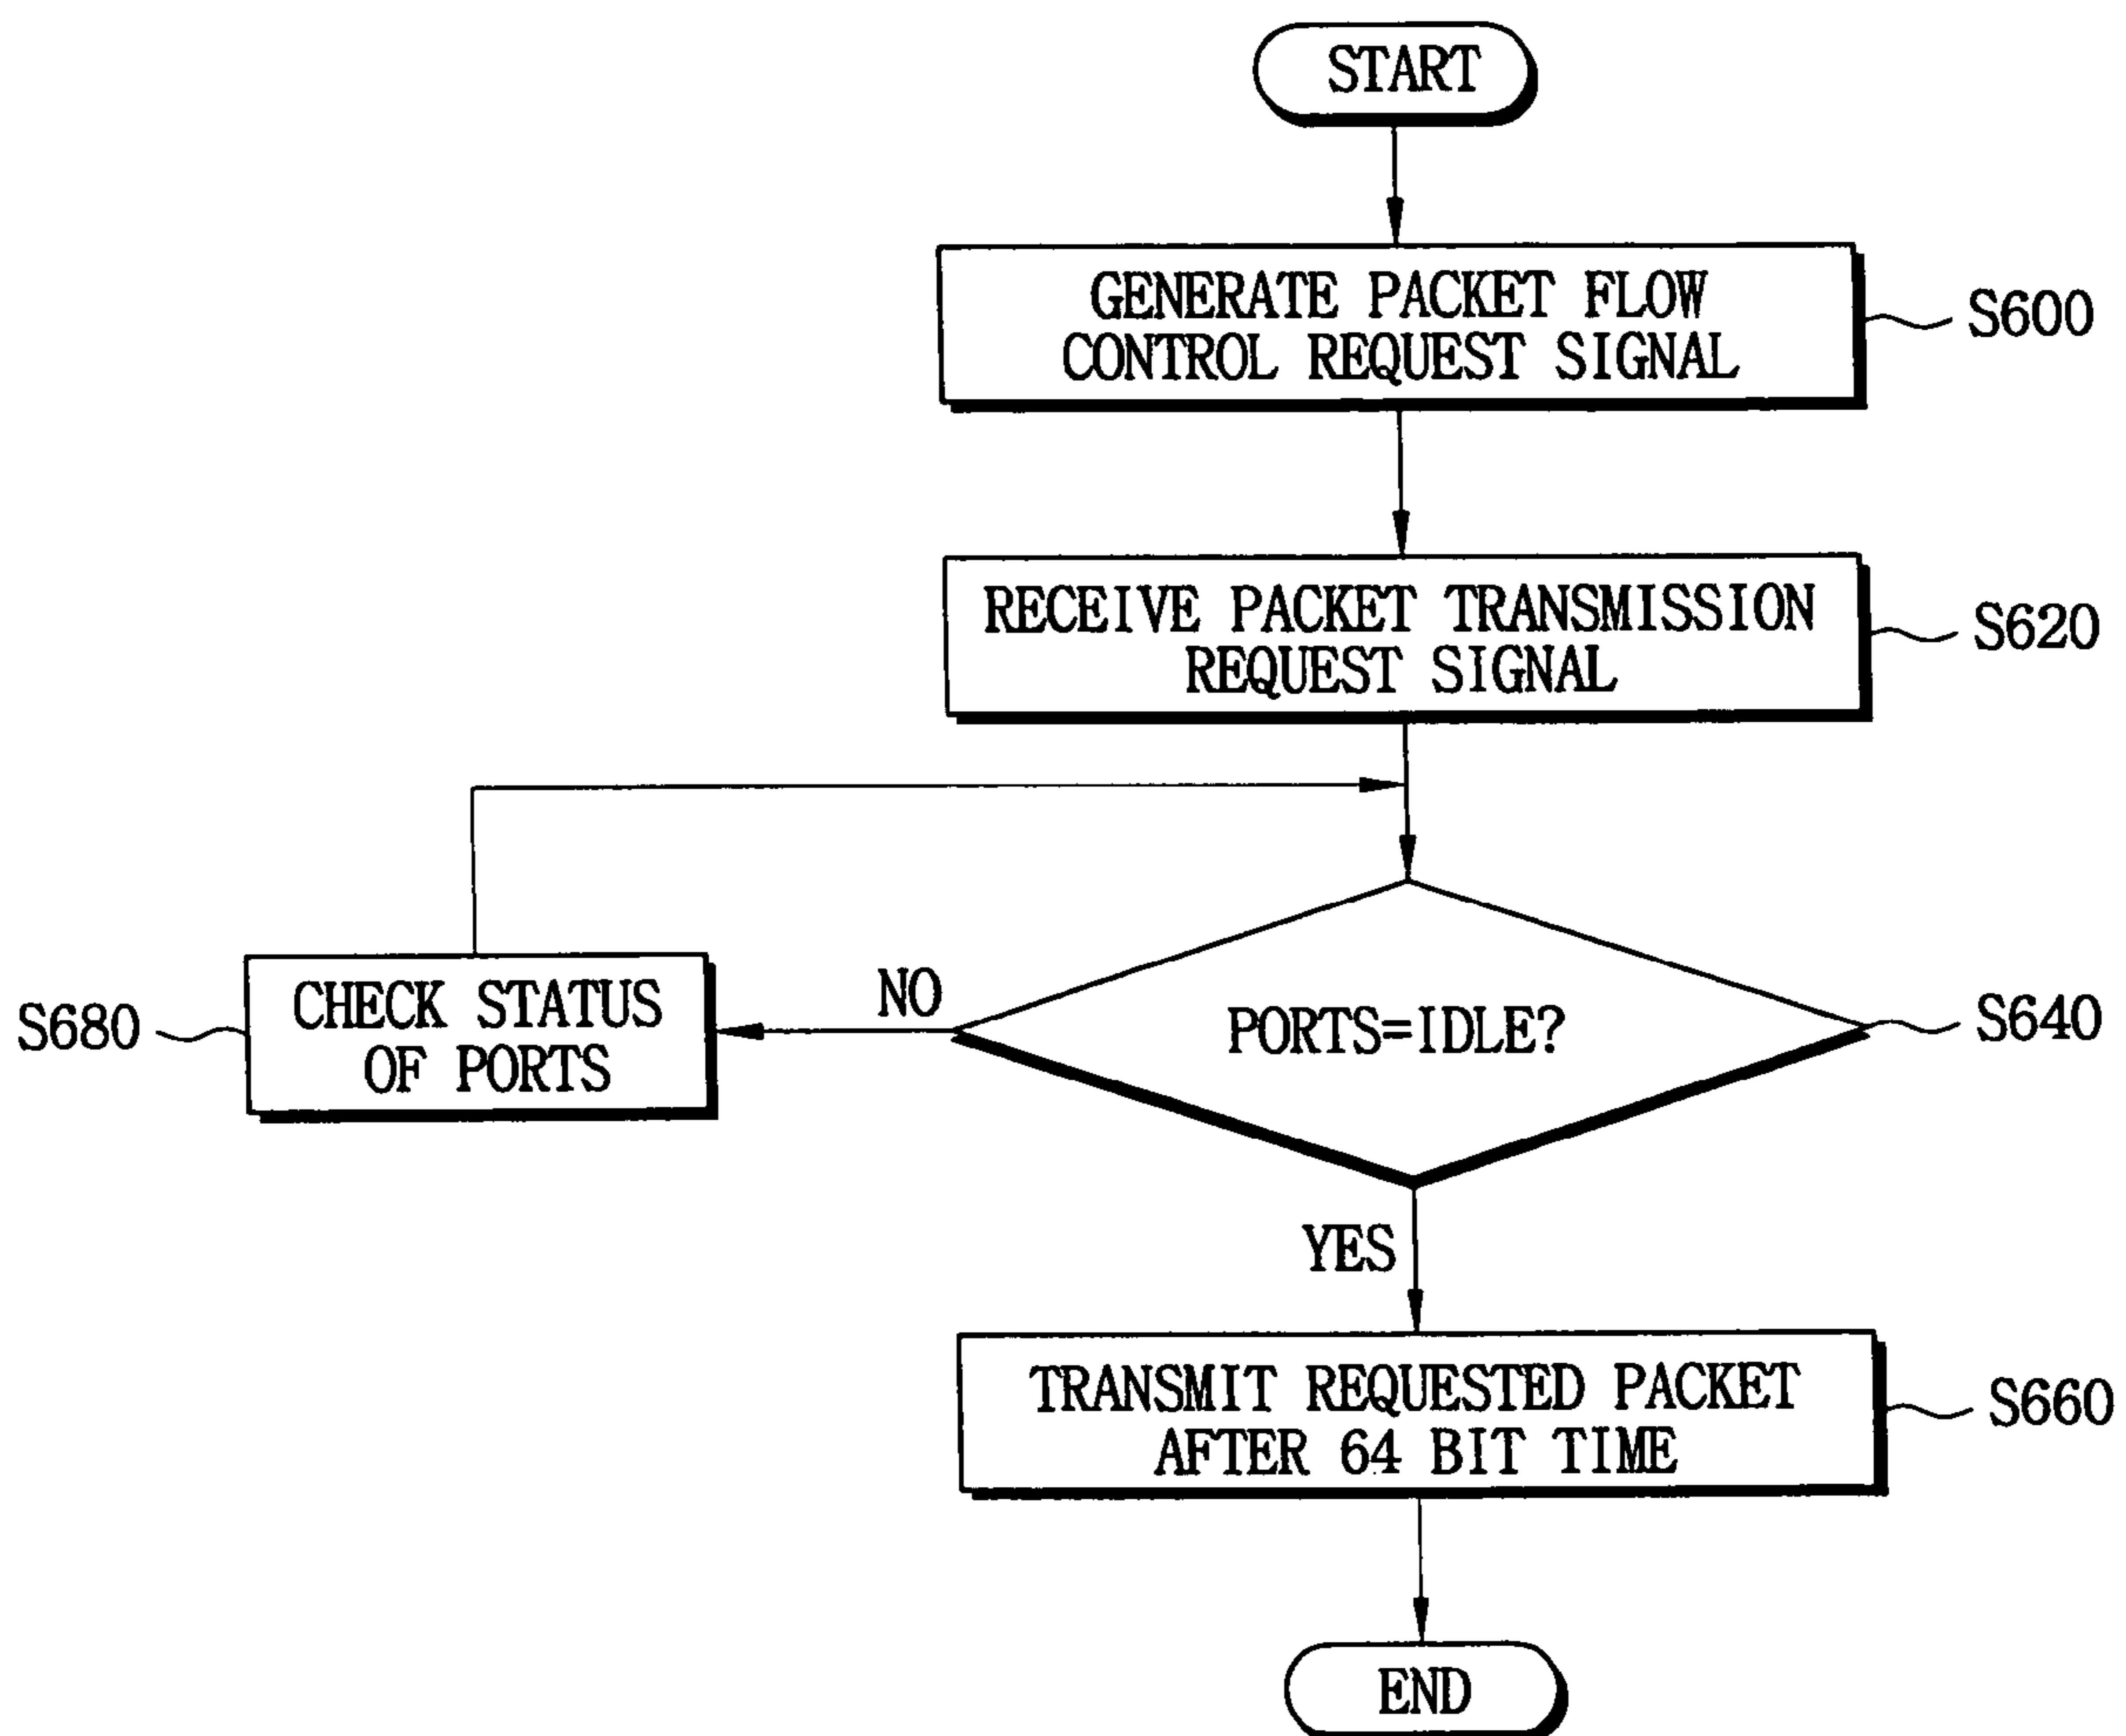 START
GENERATE PACKET FLOW
CONTROL REQUEST SIGNAL
S600
RECEIVE PACKET TRANSMISSION
REQUEST SIGNAL
S620
CHECK STATUS
OF PORTS
S680
NO
PORTS=IDLE?
S640
YES
TRANSMIT REQUESTED PACKET
AFTER 64 BIT TIME
S660
END